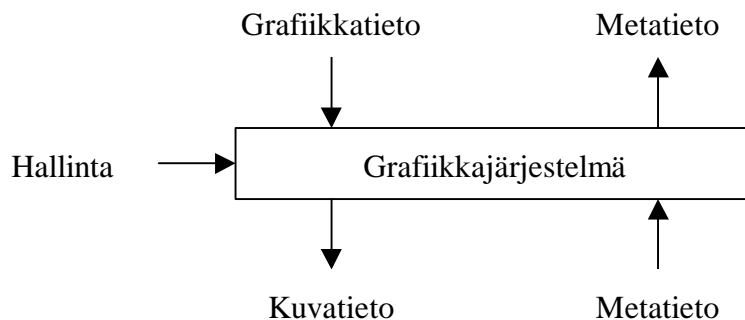 Grafiikkatieto Metatieto
Hallinta Grafiikkajärjestelmä
Kuvatieto Metatieto